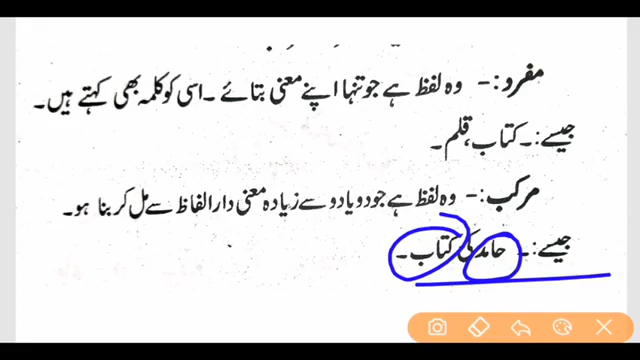 مفرد:- وہ لفظ ہے جو تنہا اپنے معنی بتائے۔ اسی کو کلمہ بھی کہتے ہیں۔
جیسے:۔ کتاب، قلم۔
مرکب:- وہ لفظ ہے جو دو یا دو سے زیادہ معنی دار الفاظ سے مل کر بنا ہو۔
جیسے:۔ حامد کی کتاب۔